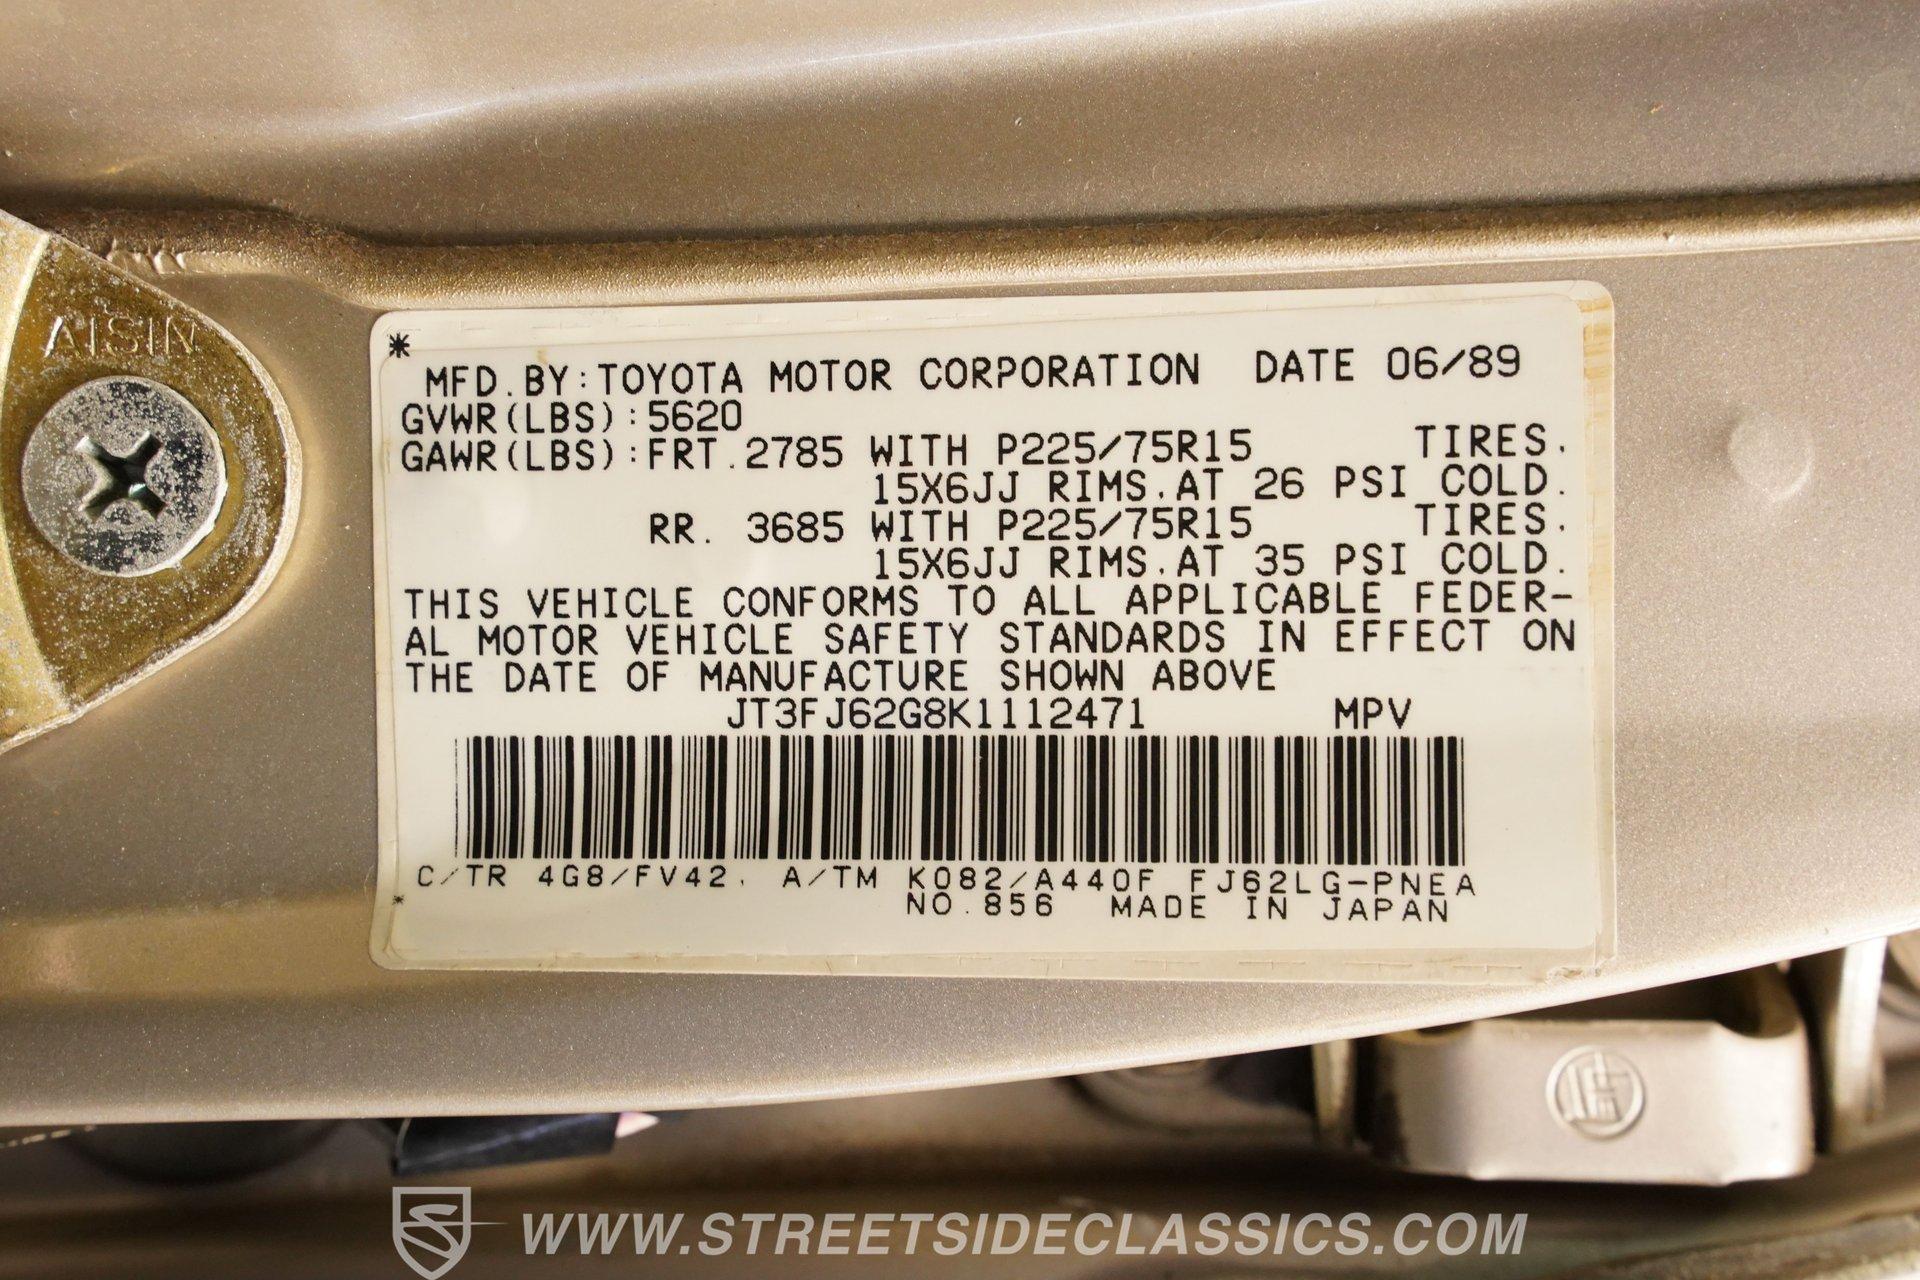 AISIN
*
MFD.BY:TOYOTA MOTOR CORPORATION DATE 06/89
GVWR(LBS):5620
GAWR(LBS):FRT.2785 WITH P225/75R15 TIRES.
15X6JJ RIMS.AT 26 PSI COLD.
RR. 3685 WITH P225/75R15 TIRES.
15X6JJ RIMS.AT 35 PSI COLD.
THIS VEHICLE CONFORMS TO ALL APPLICABLE FEDER-
AL MOTOR VEHICLE SAFETY STANDARDS IN EFFECT ON
THE DATE OF MANUFACTURE SHOWN ABOVE
JT3FJ62G8K1112471 MPV
C/TR 4G8/FV42, A/TM K082/A440F FJ62LG-PNEA
* NO.856 MADE IN JAPAN
WWW.STREETSIDECLASSICS.COM